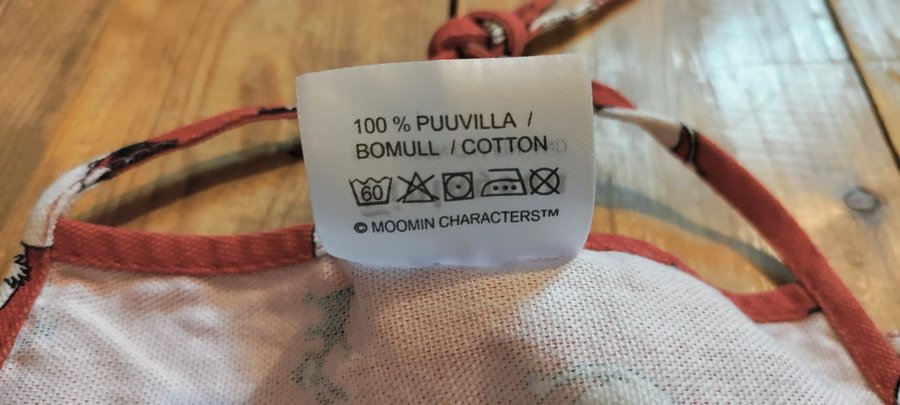 100 % PUUVILLA /
BOMULL / COTTON
60
© MOOMIN CHARACTERS™